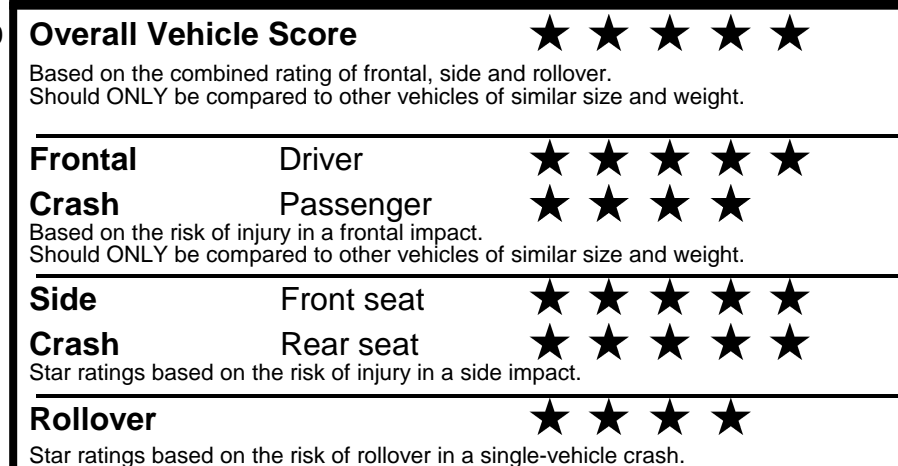 Overall Vehicle Score ★ ★ ★ ★ ★
Based on the combined rating of frontal, side and rollover.
Should ONLY be compared to other vehicles of similar size and weight.
Frontal Driver ★ ★ ★ ★ ★
Crash Passenger ★ ★ ★ ★
Based on the risk of injury in a frontal impact.
Should ONLY be compared to other vehicles of similar size and weight.
Side Front seat ★ ★ ★ ★ ★
Crash Rear seat ★ ★ ★ ★ ★
Star ratings based on the risk of injury in a side impact.
Rollover ★ ★ ★ ★
Star ratings based on the risk of rollover in a single-vehicle crash.